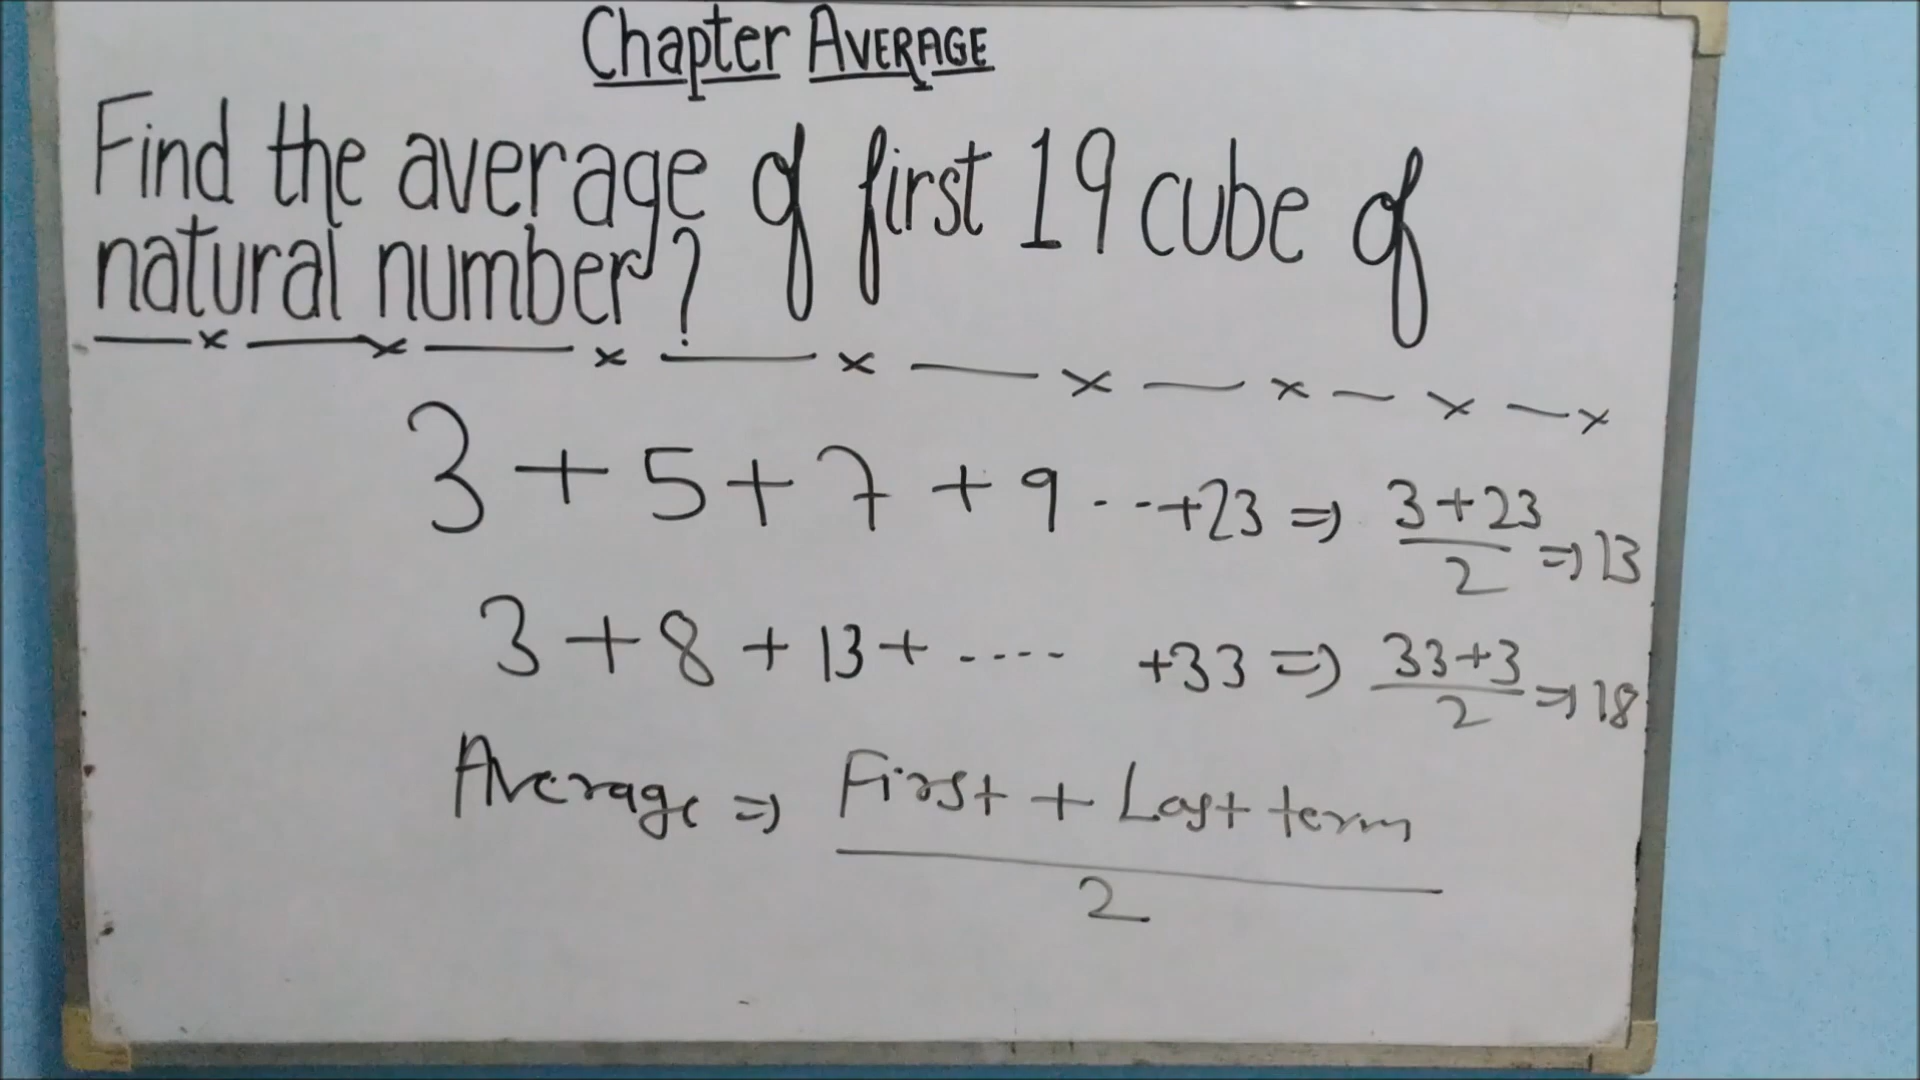 Chapter AVERAGE
Find the average of first 19 cube of
natural number?
3 + 5 + 7 + 9 ---- +23 ⇒ 3+23/2 ⇒ 13
3 + 8 + 13 + ---- +33 ⇒ 33+3/2 ⇒ 18
Average ⇒ First + Last term
2